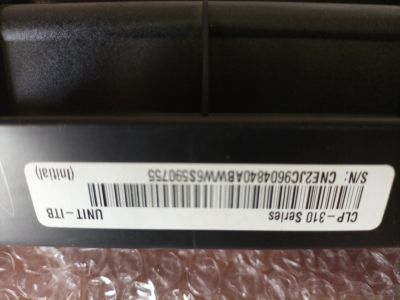 CLP-310 Series
UNIT-ITB
S/N: CNE2JC9604840ABWW6S590755
(Initial)